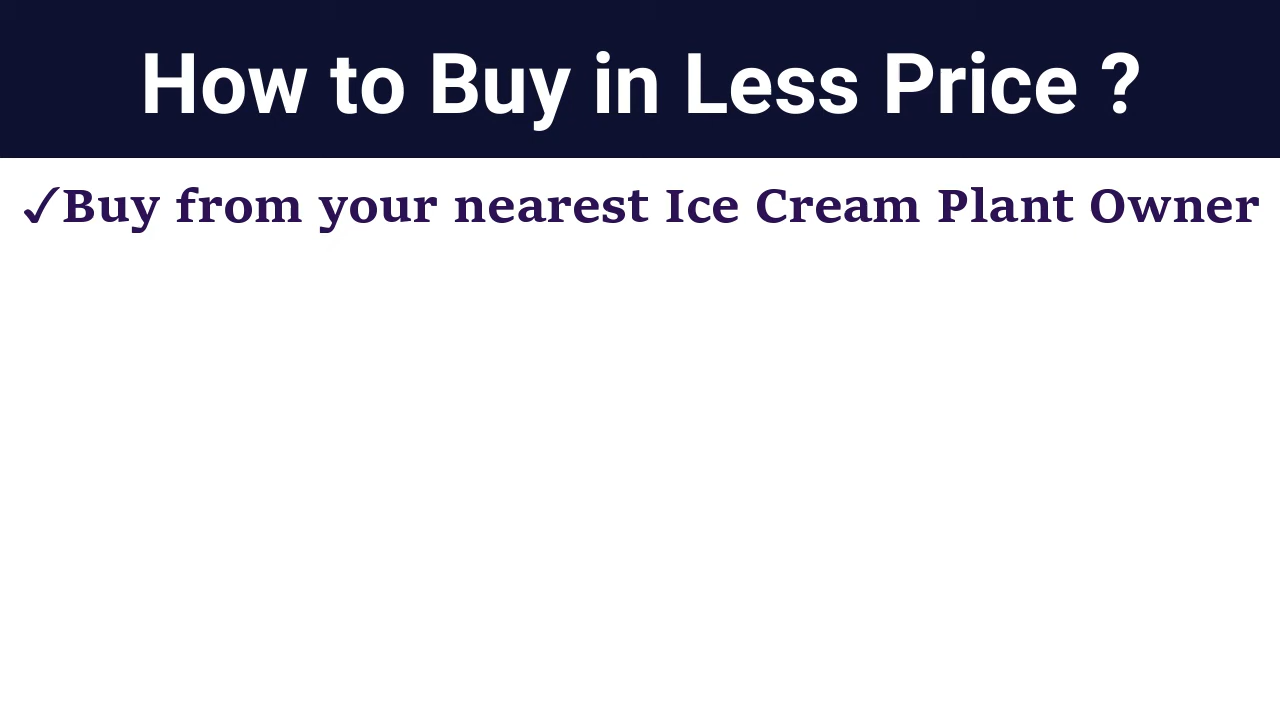 How to Buy in Less Price ?
✓Buy from your nearest Ice Cream Plant Owner